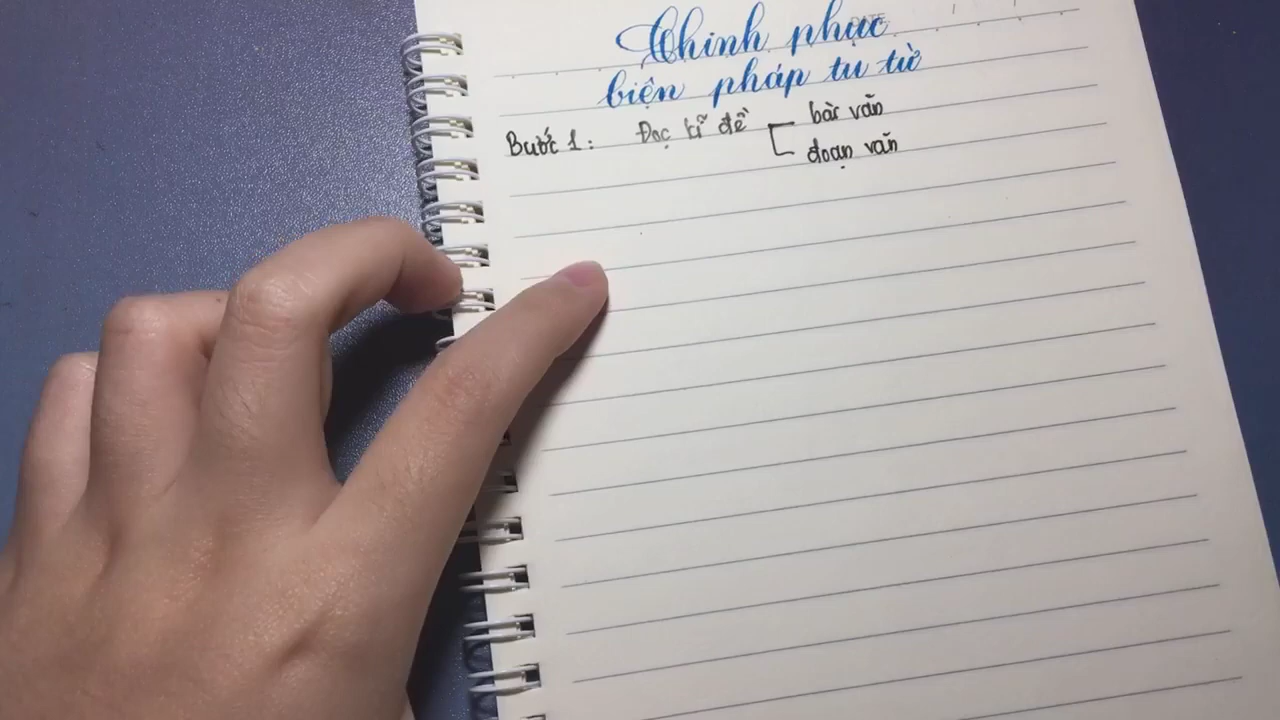 Chinh phục
biện pháp tu từ
Bước 1: Đọc kĩ đề
bài văn
đoạn văn